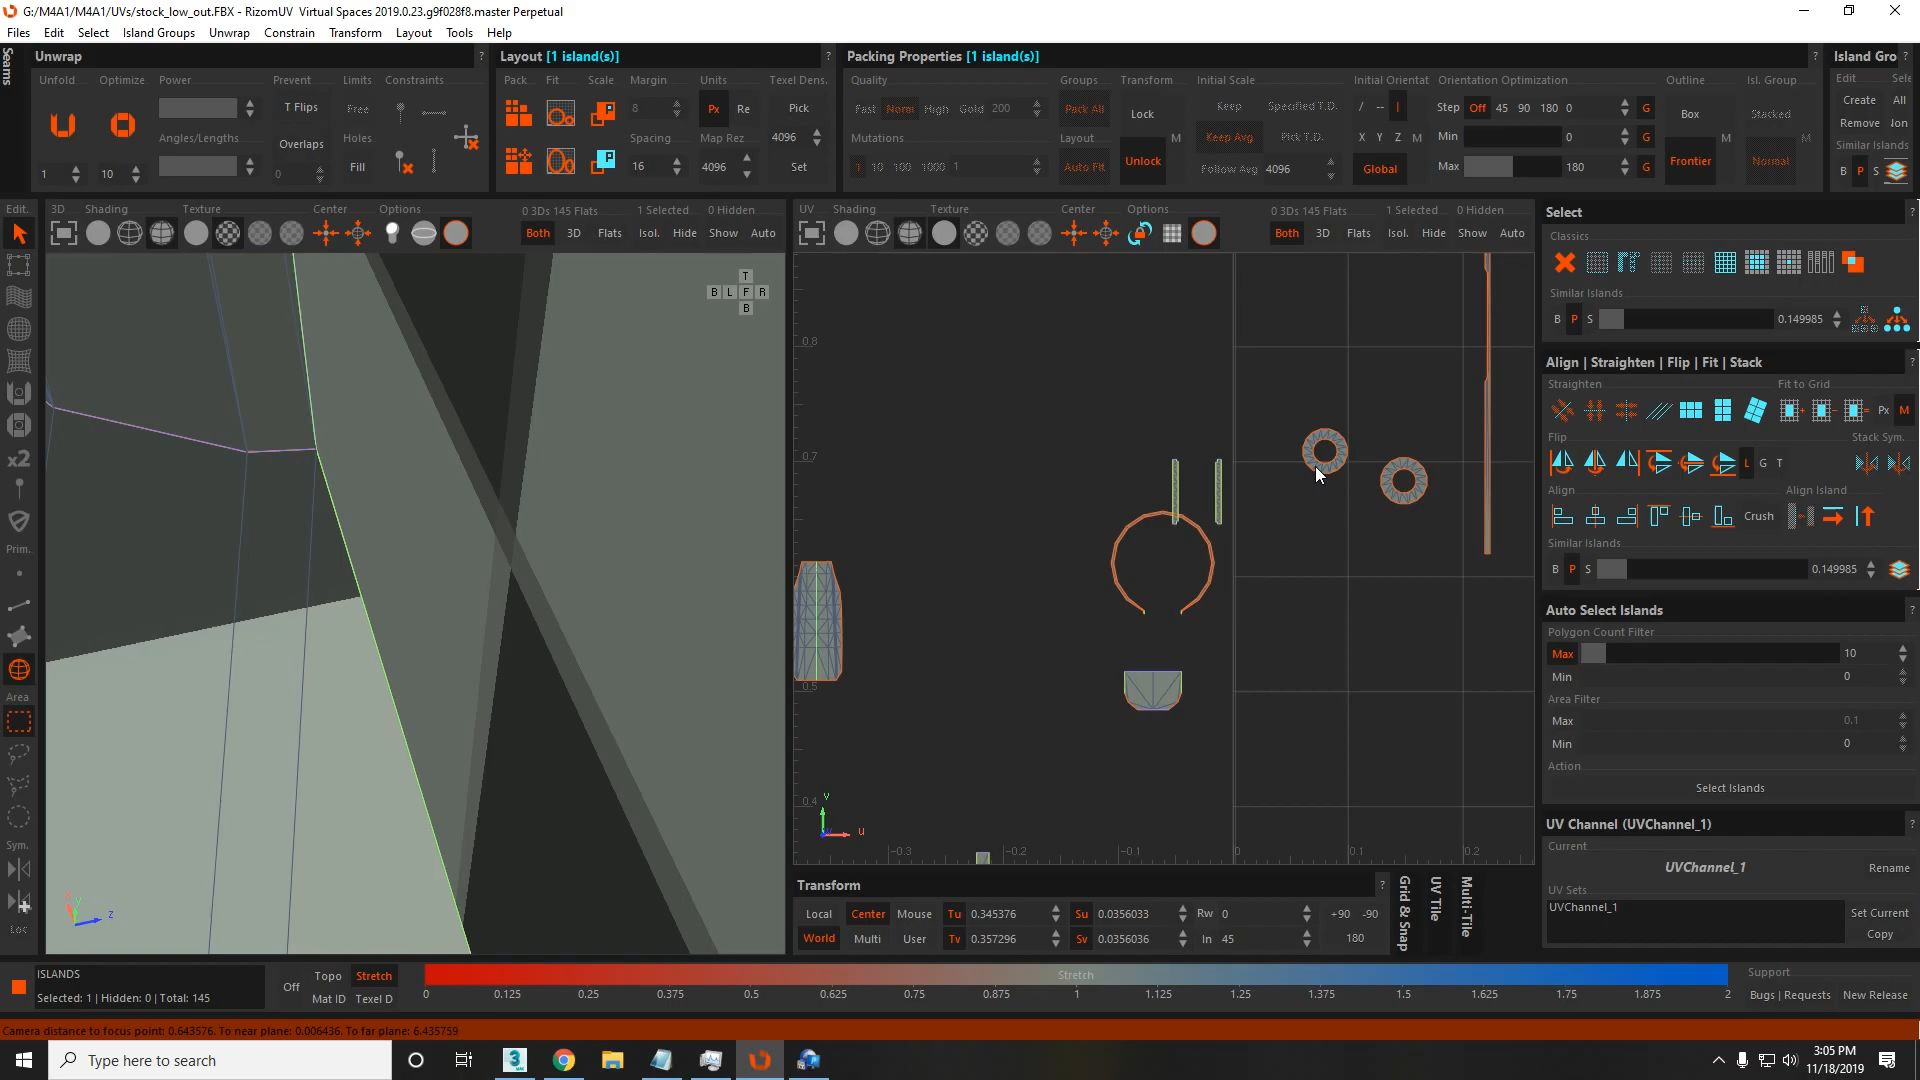 G:/M4A1/M4A1/UVs/stock_low_out.FBX - RizomUV Virtual Spaces 2019.0.23.g9f028f8.master Perpetual
Files Edit Select Island Groups Unwrap Constrain Transform Layout Tools Help
Seams
Unwrap ?
Unfold Optimize Power Prevent Limits Constraints
T Flips Free
Angles/Lengths Overlaps Holes
Fill
1 10 0
Layout [1 island(s)] ?
Pack Fit Scale Margin Units Texel Dens.
8 Px Re Pick
Spacing Map Rez 4096
16 4096 Set
Packing Properties [1 island(s)] ?
Quality Groups Transform Initial Scale Initial Orientat Orientation Optimization Outline Isl. Group
Fast Norm High Gold 200 Pack All Lock Keep Specified T.D. / -- | Step Off 45 90 180 0 G Box Stacked
Mutations Layout M Keep Avg Pick T.D. X Y Z M Min 0 G M M
1 10 100 1000 1 Auto Fit Unlock Follow Avg 4096 Global Max 180 G Frontier Normal
Island Gro ?
Edit Sele
Create All
Remove Non
Similar Islands
B P S
Edit.
3D Shading Texture Center Options 0 3Ds 145 Flats 1 Selected 0 Hidden
Both 3D Flats Isol. Hide Show Auto
UV Shading Texture Center Options 0 3Ds 145 Flats 1 Selected 0 Hidden
Both 3D Flats Isol. Hide Show Auto
T
B L F R
B
x2
Prim.
Area
Sym.
Loc
x y z
0.8
0.7
0.5
0.4
v
u
-0.3 -0.2 -0.1 0 0.1 0.2
Select ?
Classics
Similar Islands
B P S 0.149985
Align | Straighten | Flip | Fit | Stack ?
Straighten Fit to Grid
Px M
Flip Stack Sym.
L G T
Align Align Island
Crush
Similar Islands
B P S 0.149985
Auto Select Islands ?
Polygon Count Filter
Max 10
Min 0
Area Filter
Max 0.1
Min 0
Action
Select Islands
UV Channel (UVChannel_1) ?
Current
UVChannel_1 Rename
UV Sets
UVChannel_1 Set Current
Copy
Transform ?
Local Center Mouse Tu 0.345376 Su 0.0356033 Rw 0 +90 -90
World Multi User Tv 0.357296 Sv 0.0356036 In 45 180
Grid & Snap
UV Tile
Multi-Tile
ISLANDS
Selected: 1 | Hidden: 0 | Total: 145
Off Topo Stretch
Mat ID Texel D
Stretch
0 0.125 0.25 0.375 0.5 0.625 0.75 0.875 1 1.125 1.25 1.375 1.5 1.625 1.75 1.875 2
Support
Bugs | Requests New Release
Camera distance to focus point: 0.643576. To near plane: 0.006436. To far plane: 6.435759
Type here to search
3
3:05 PM
11/18/2019